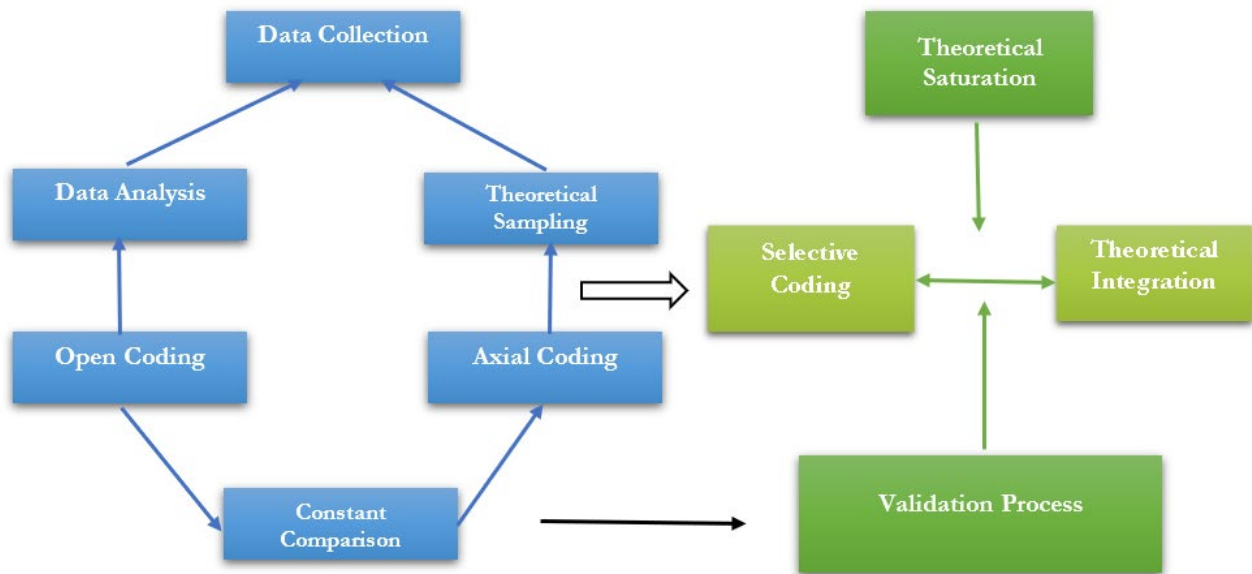 Data Collection
Theoretical
Saturation
Data Analysis
Theoretical
Sampling
Selective
Coding
Theoretical
Integration
Open Coding
Axial Coding
Constant
Comparison
Validation Process